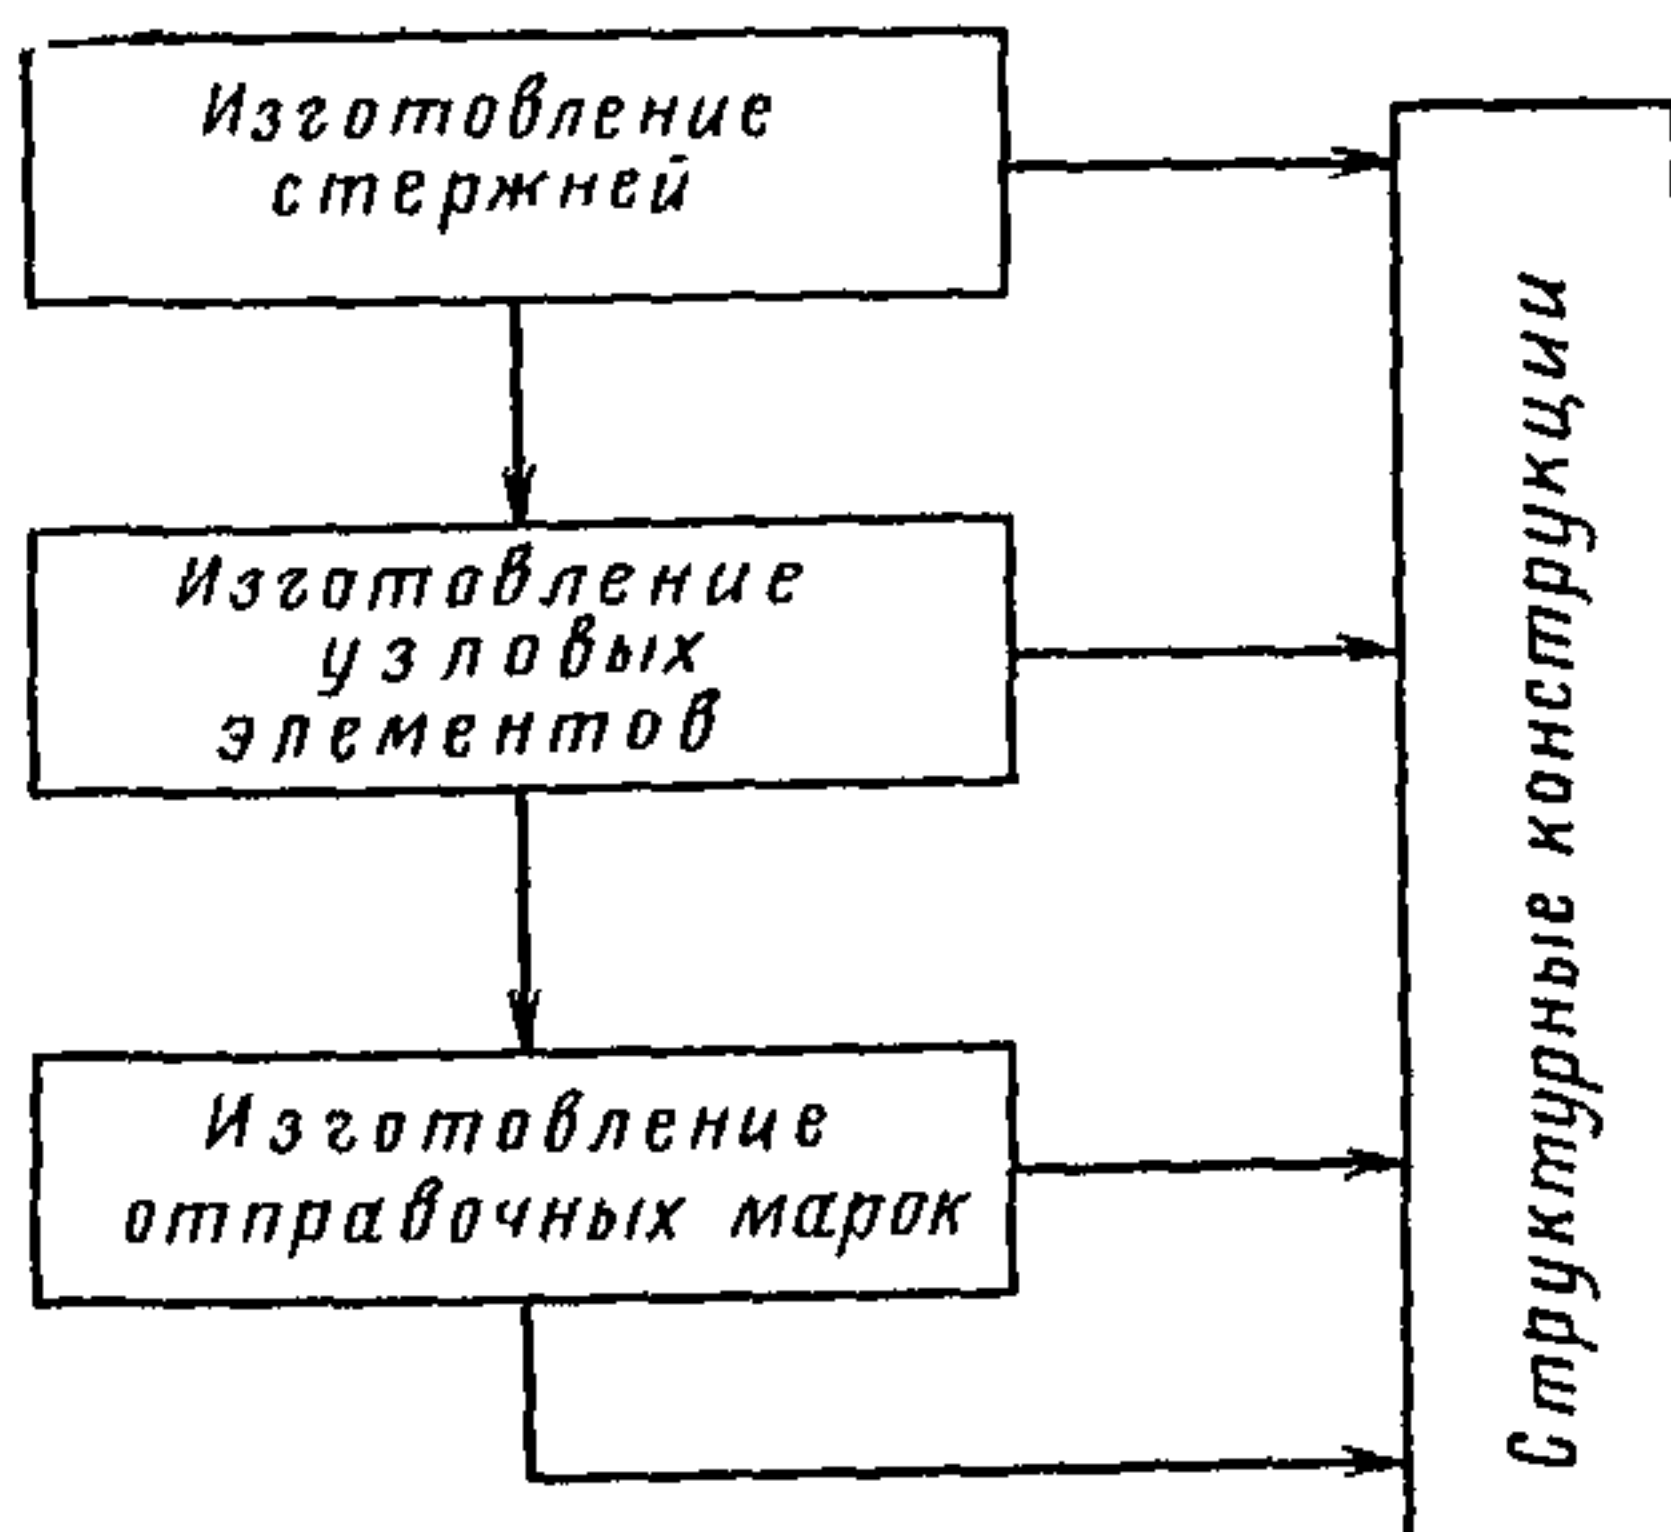 Изготовление
стержней
Изготовление
узловых
элементов
Изготовление
отправочных марок
Структурные конструкции